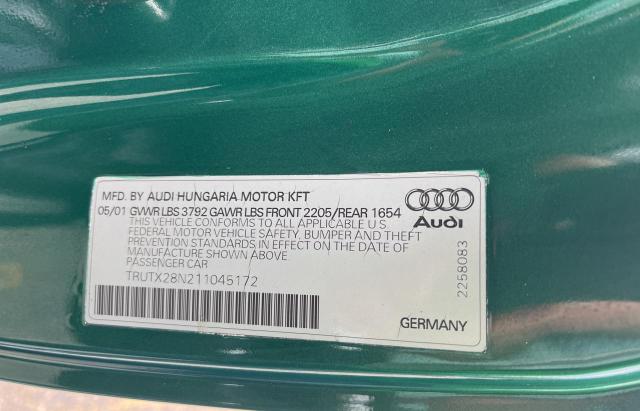 MFD. BY AUDI HUNGARIA MOTOR KFT
05/01 GVWR LBS 3792 GAWR LBS FRONT 2205/REAR 1654
THIS VEHICLE CONFORMS TO ALL APPLICABLE U S
FEDERAL MOTOR VEHICLE SAFETY, BUMPER AND THEFT
PREVENTION STANDARDS IN EFFECT ON THE DATE OF
MANUFACTURE SHOWN ABOVE
PASSENGER CAR
TRUTX28N211045172
Audi
2258083
GERMANY